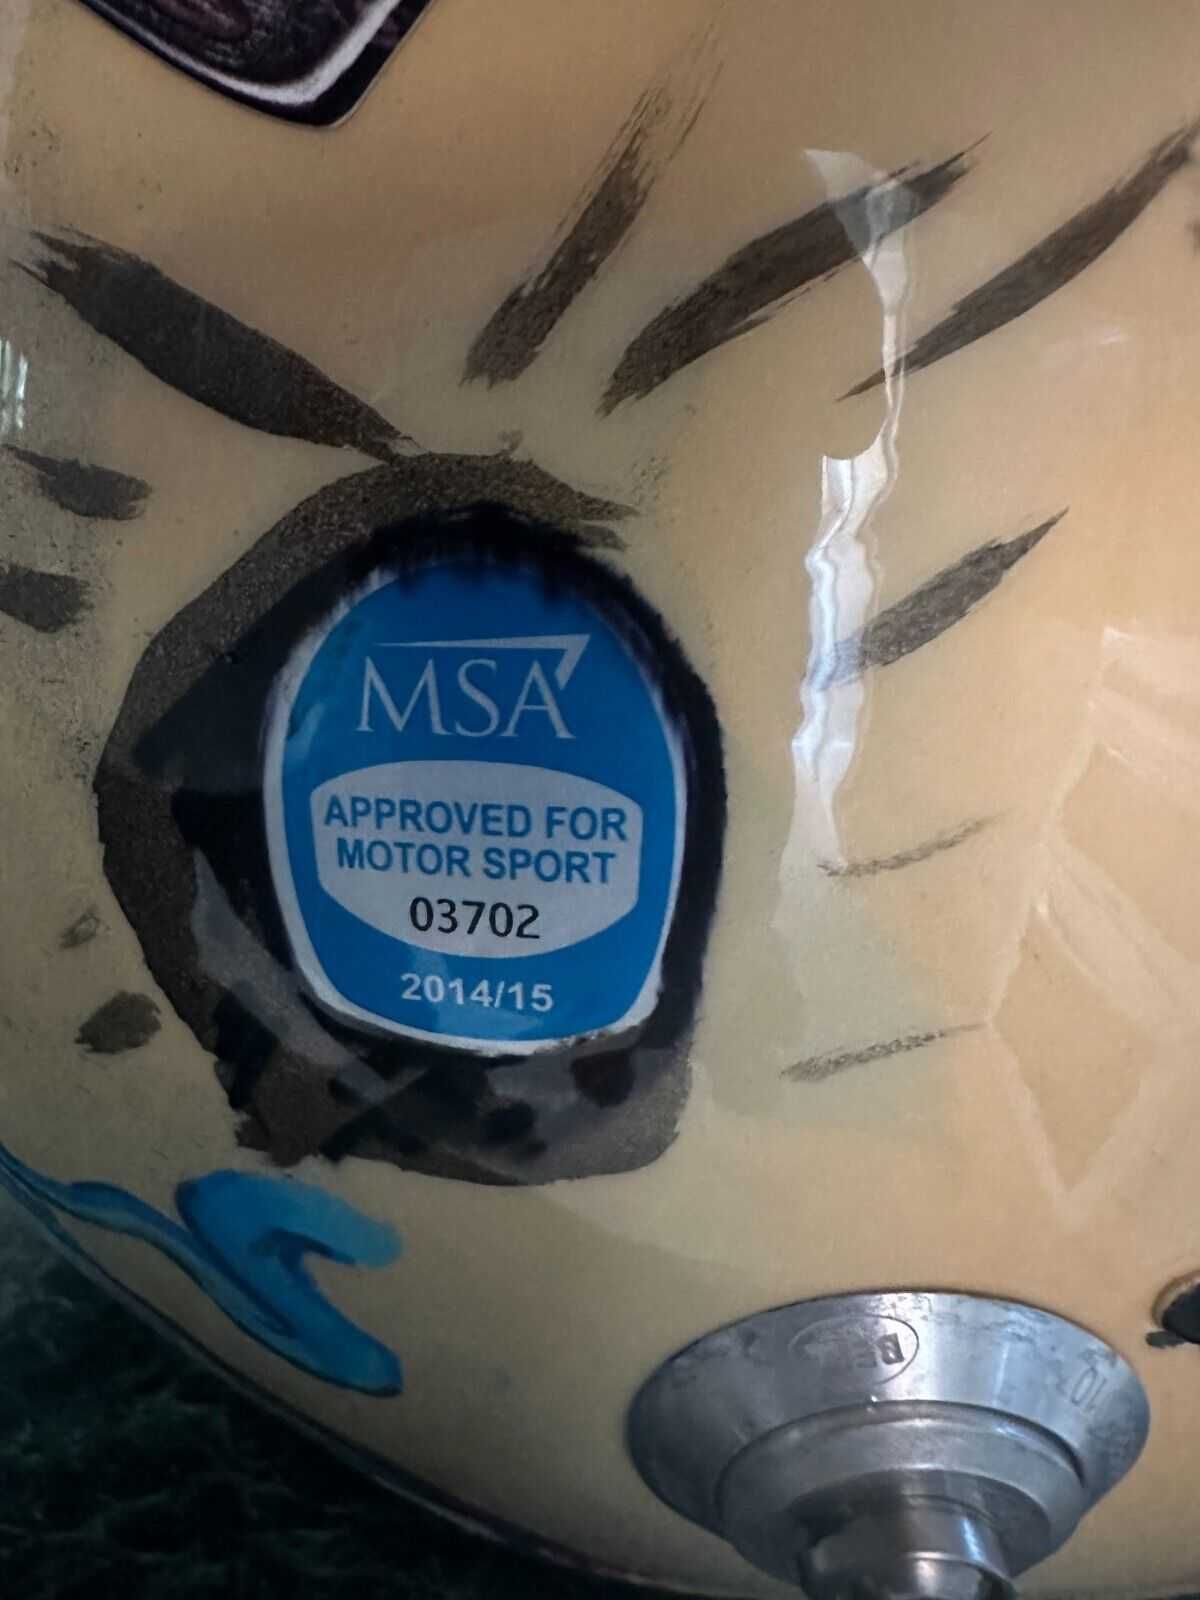 MSA
APPROVED FOR
MOTOR SPORT
03702
2014/15